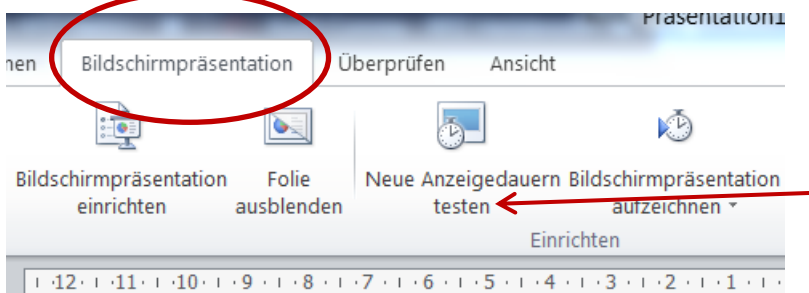 Präsentation1
nen Bildschirmpräsentation Überprüfen Ansicht
Bildschirmpräsentation einrichten
Folie ausblenden
Neue Anzeigedauern testen
Bildschirmpräsentation aufzeichnen
Einrichten
12 11 10 9 8 7 6 5 4 3 2 1